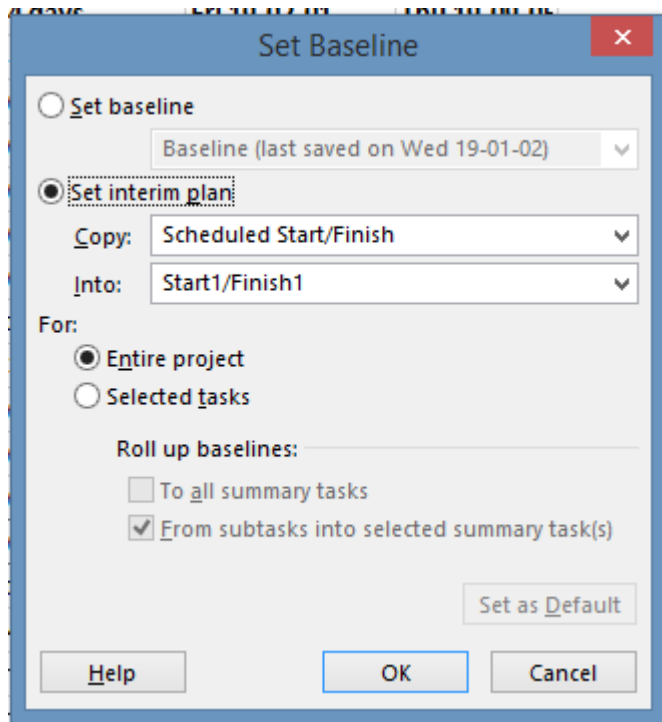 Set Baseline
Set baseline
Baseline (last saved on Wed 19-01-02)
Set interim plan
Copy: Scheduled Start/Finish
Into: Start1/Finish1
For:
Entire project
Selected tasks
Roll up baselines:
To all summary tasks
From subtasks into selected summary task(s)
Set as Default
Help OK Cancel